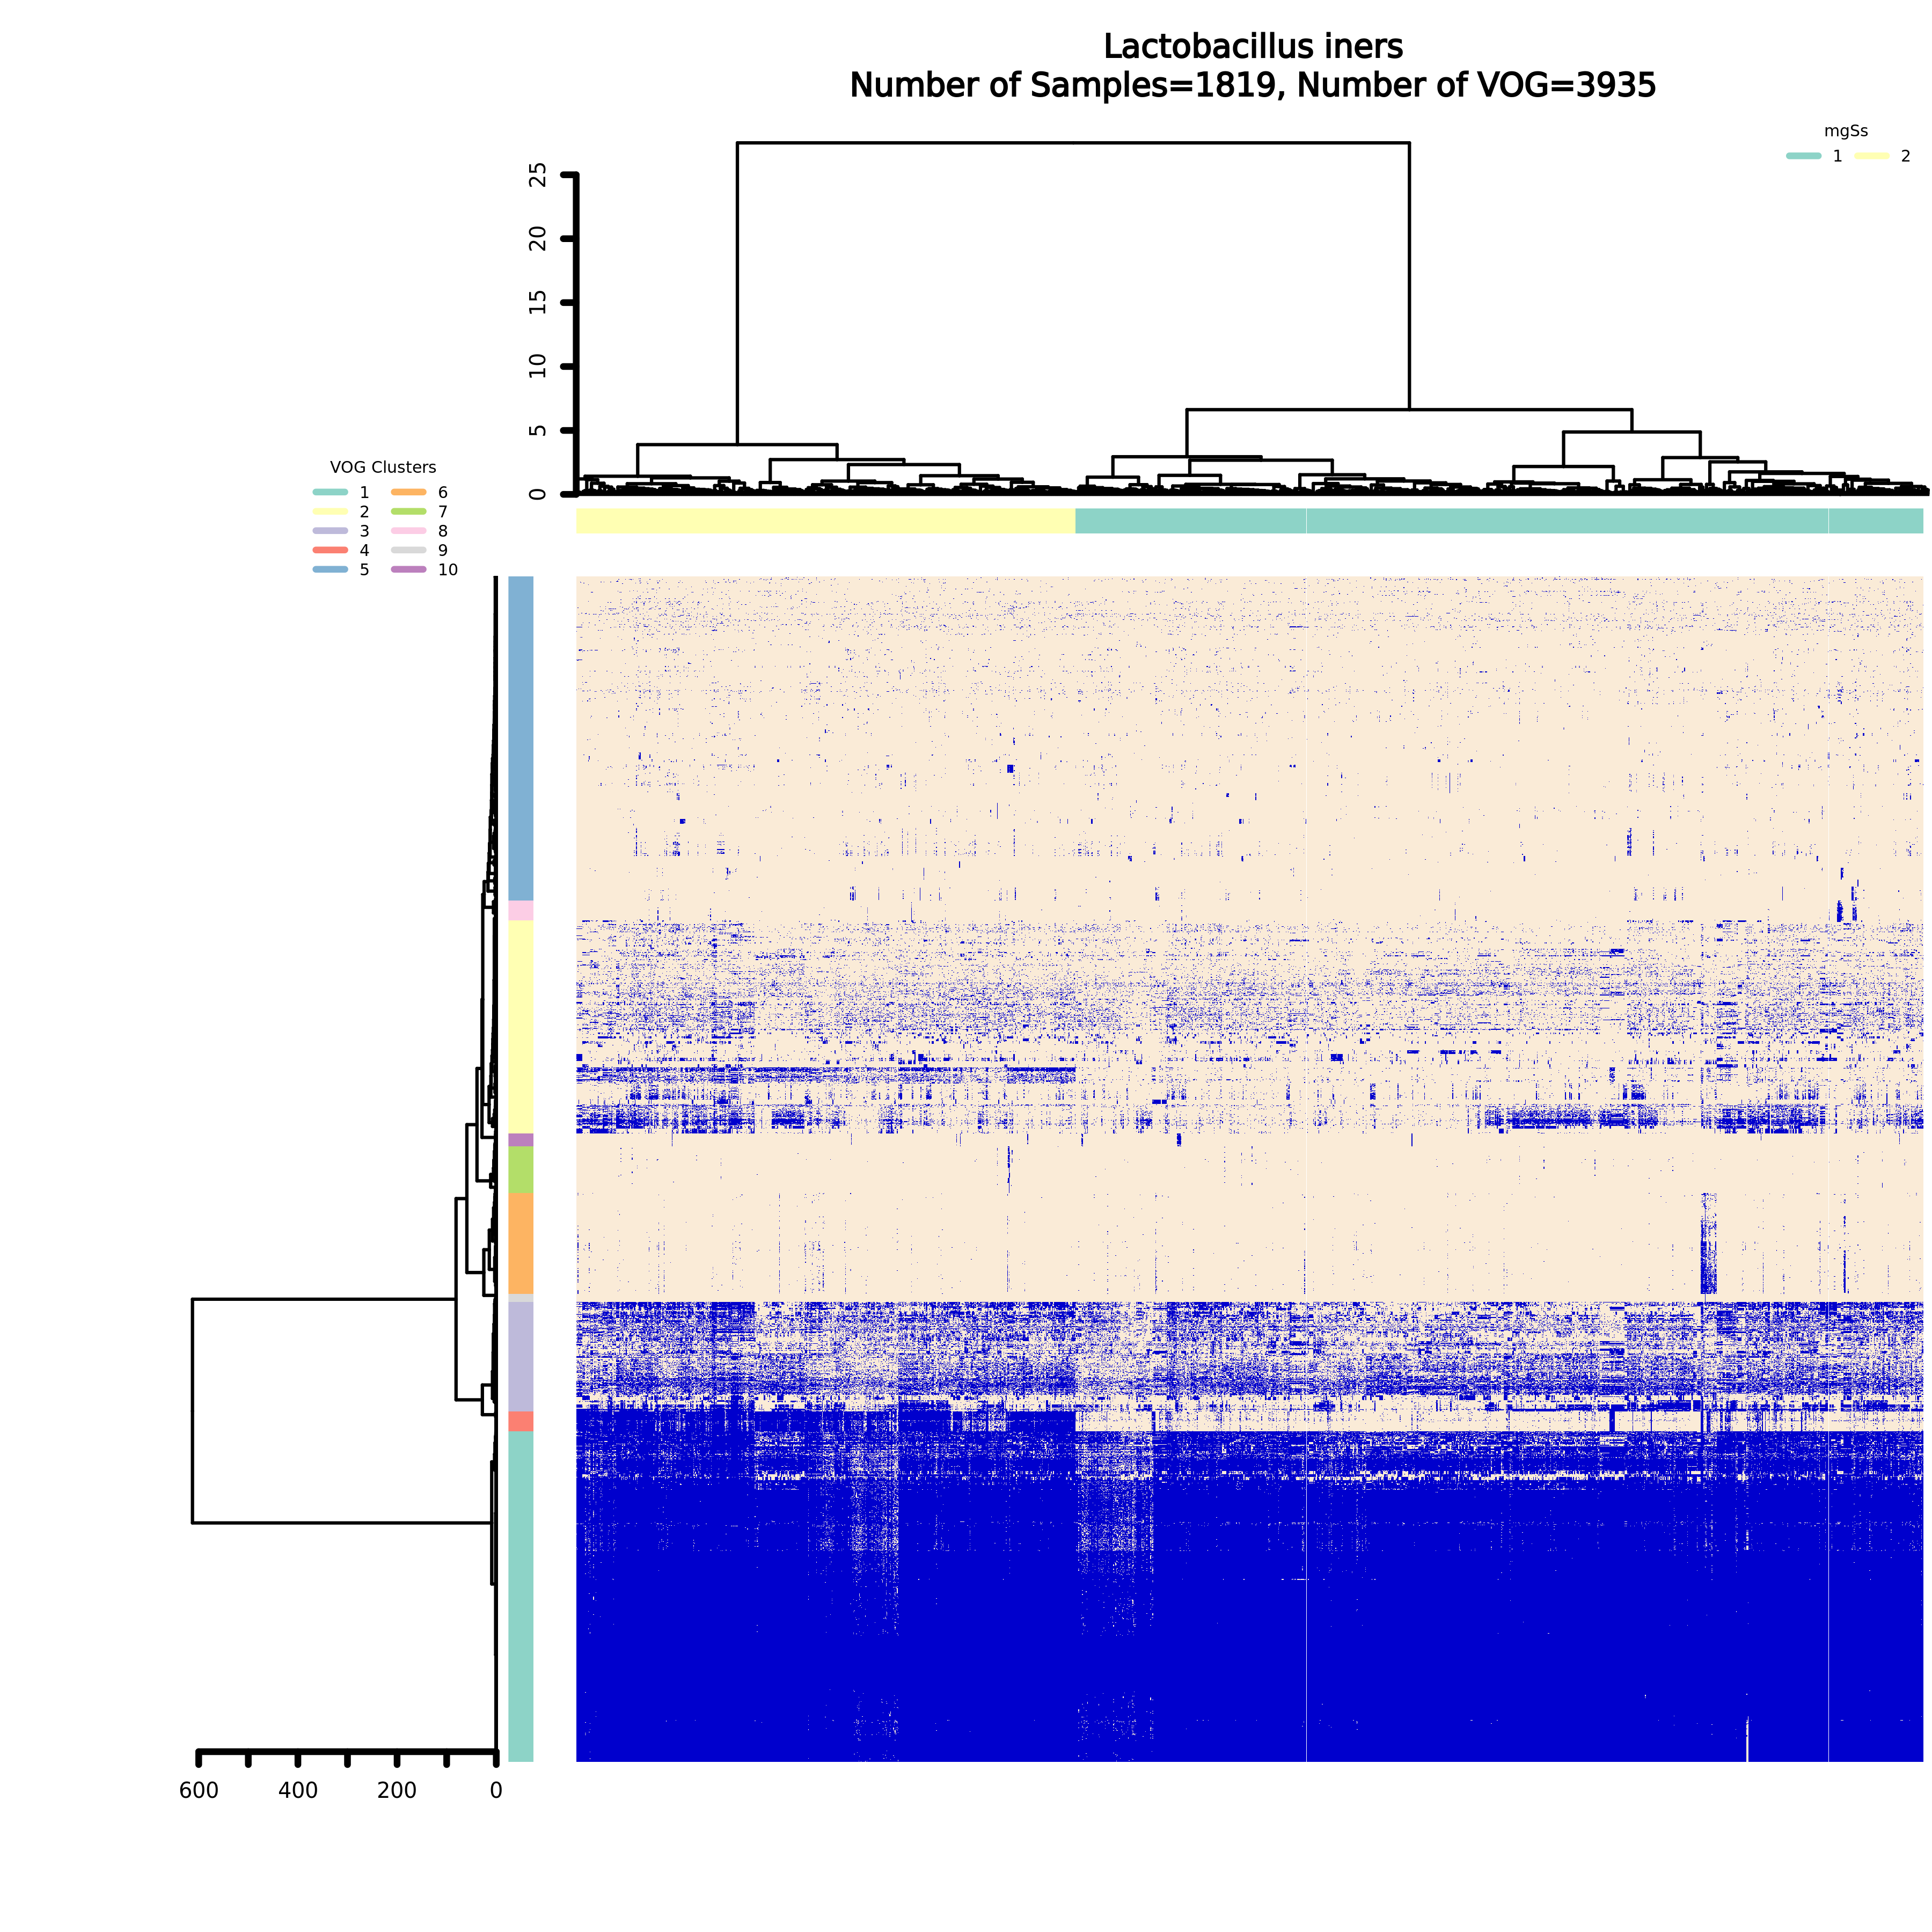 Lactobacillus iners
Number of Samples=1819, Number of VOG=3935
mgSs
1 2
25
20
15
10
5
0
VOG Clusters
1 6
2 7
3 8
4 9
5 10
600 400 200 0